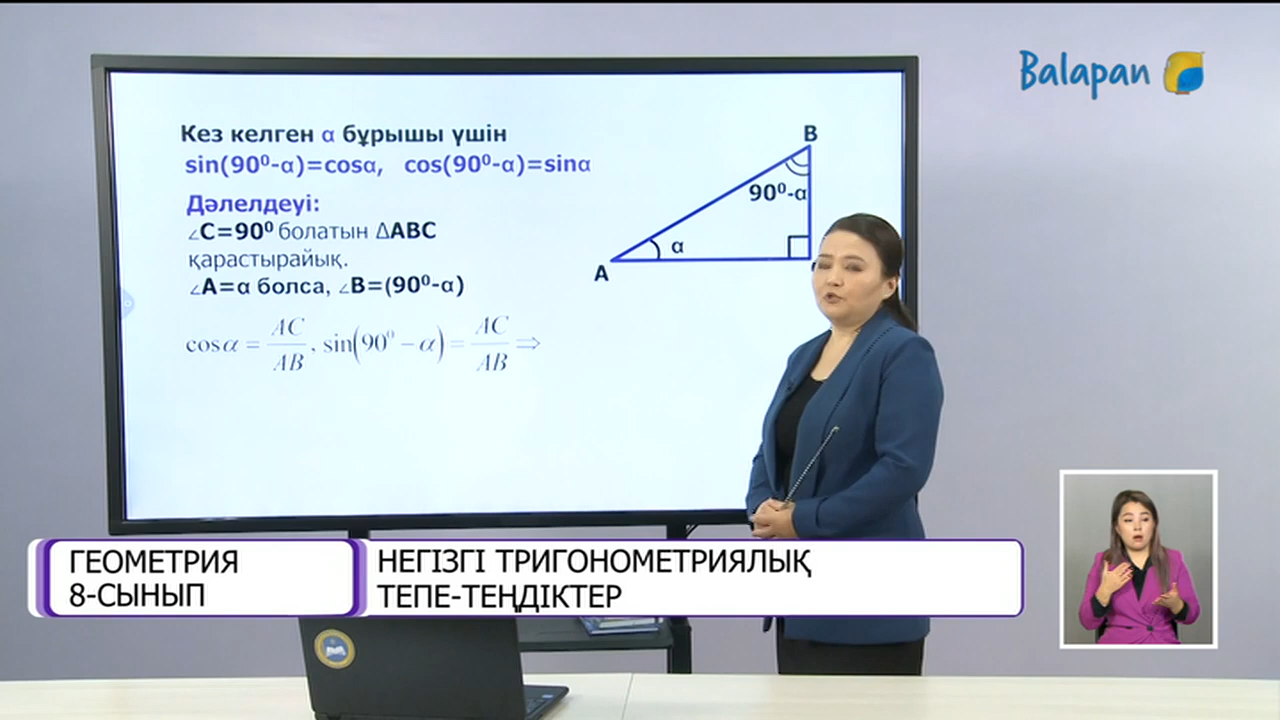 Balapan
Кез келген α бұрышы үшін
sin(90⁰-α)=cosα, cos(90⁰-α)=sinα
Дәлелдеуі:
∠C=90⁰ болатын ΔABC
қарастырайық.
∠A=α болса, ∠B=(90⁰-α)
cos α = AC/AB, sin(90⁰ − α) = AC/AB ⇒
B
90⁰-α
α
A
ГЕОМЕТРИЯ
8-СЫНЫП
НЕГІЗГІ ТРИГОНОМЕТРИЯЛЫҚ
ТЕПЕ-ТЕҢДІКТЕР